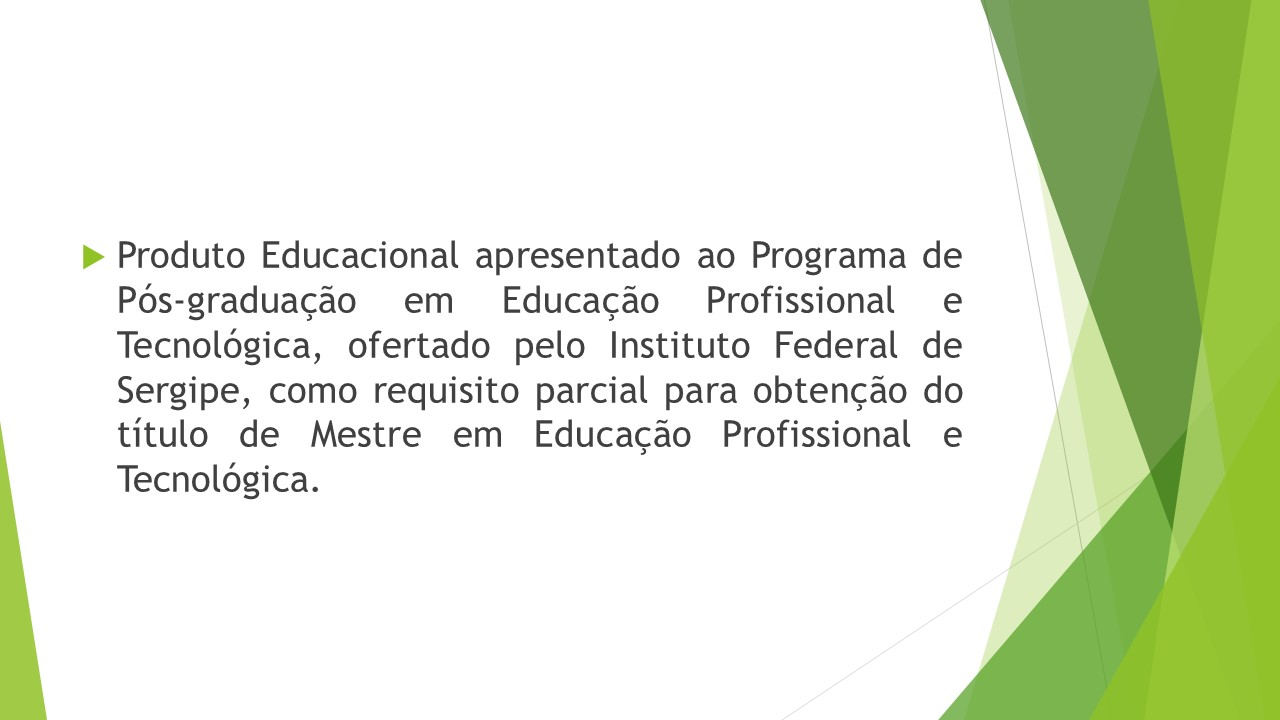 Produto Educacional apresentado ao Programa de
Pós-graduação em Educação Profissional e
Tecnológica, ofertado pelo Instituto Federal de
Sergipe, como requisito parcial para obtenção do
título de Mestre em Educação Profissional e
Tecnológica.